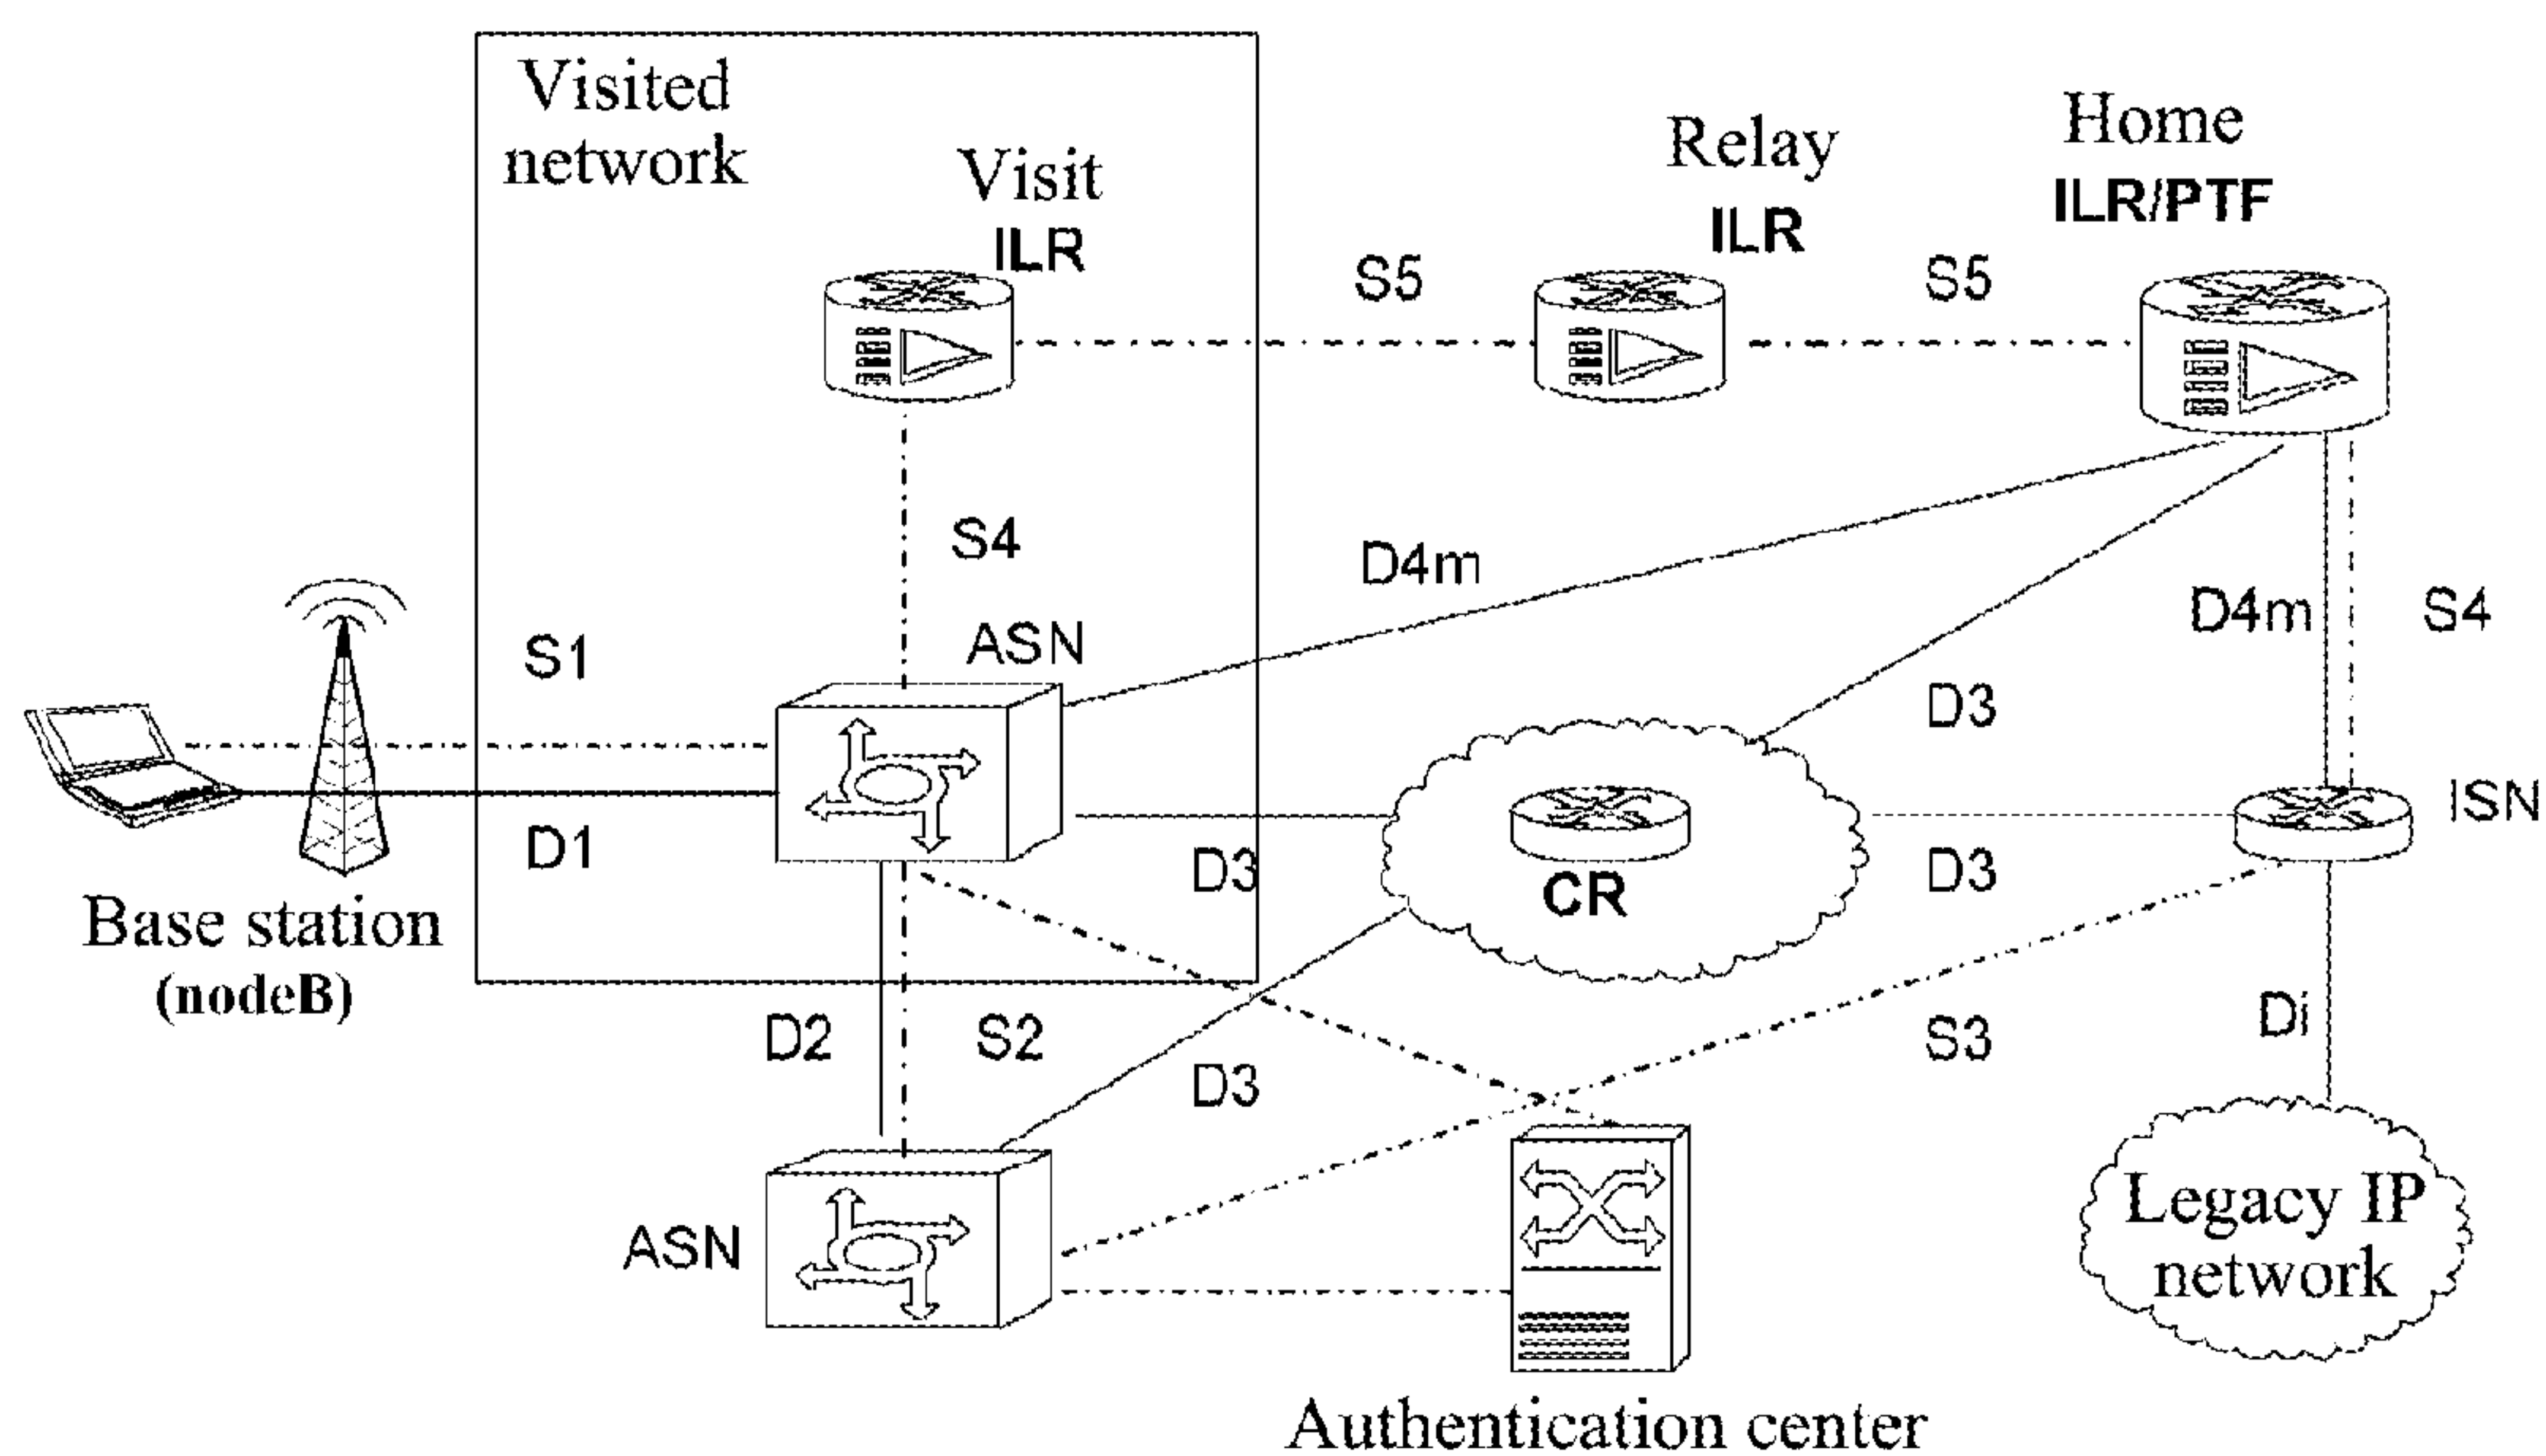 Visited
network
Visit
ILR
Relay
ILR
Home
ILR/PTF
S5
S5
S4
D4m
D4m
S4
ASN
S1
D3
ISN
D1
D3
D3
CR
Base station
(nodeB)
D2
S2
D3
S3
Di
ASN
Legacy IP
network
Authentication center